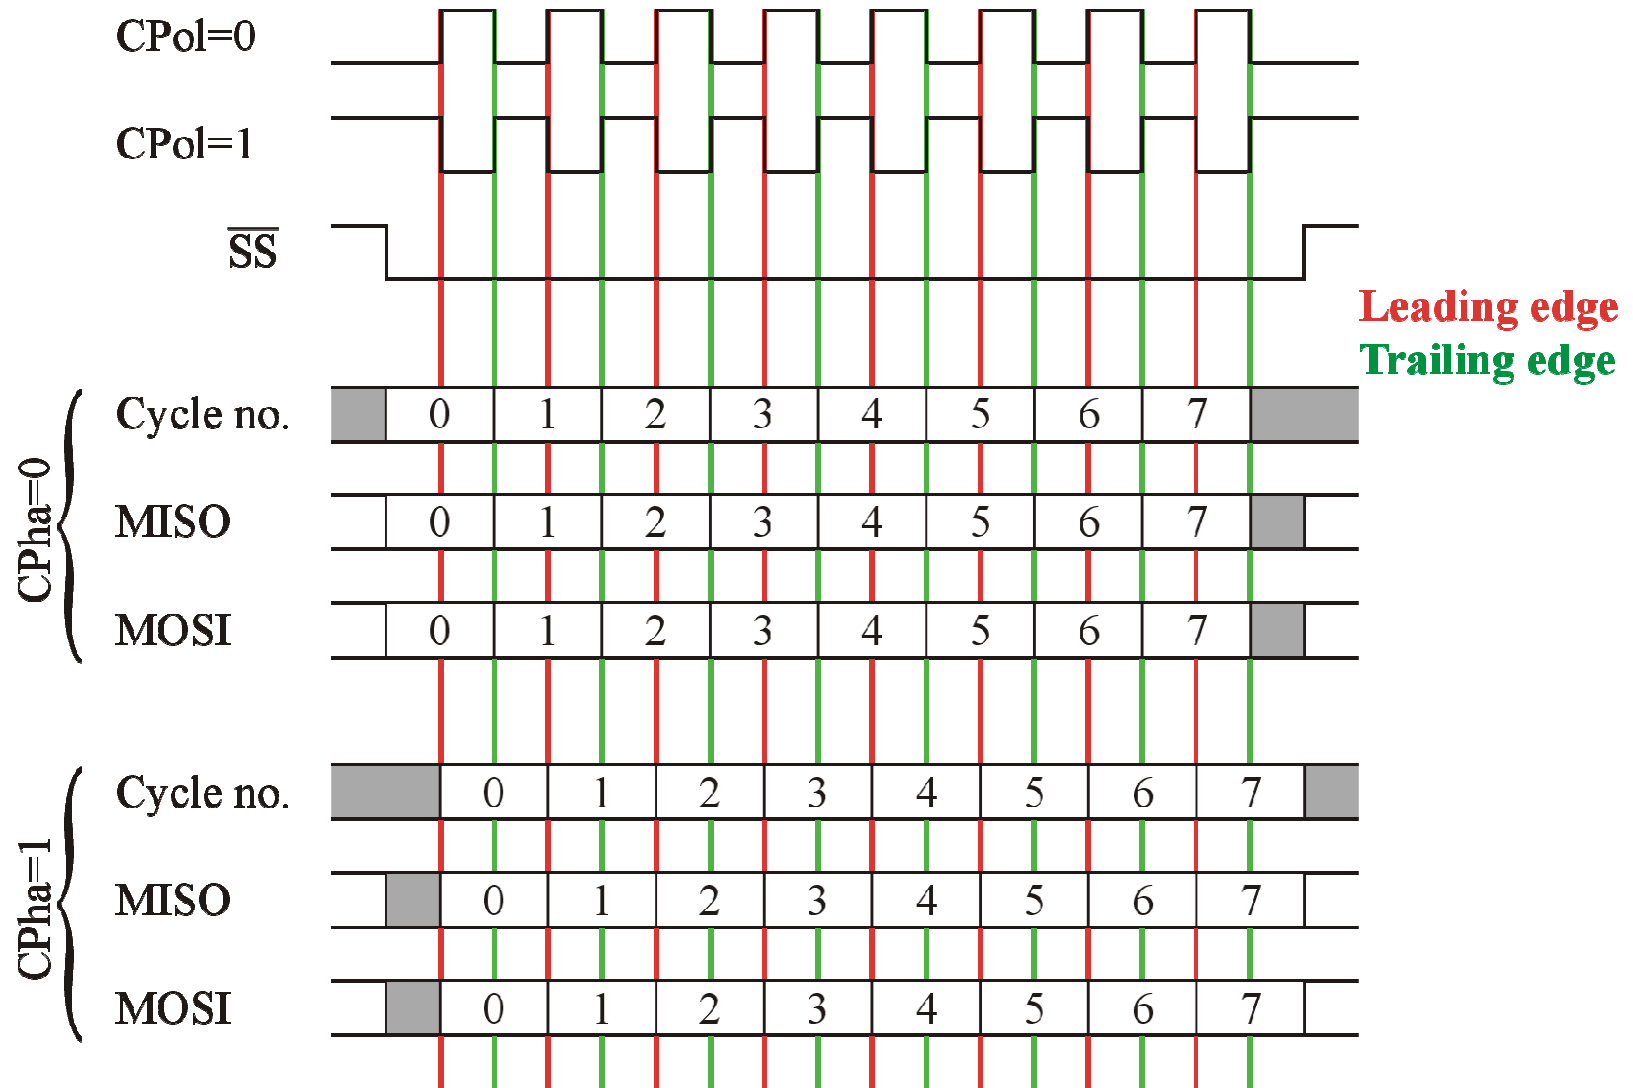 CPol=0
CPol=1
SS
Leading edge
Trailing edge
CPha=0
Cycle no. 0 1 2 3 4 5 6 7
MISO 0 1 2 3 4 5 6 7
MOSI 0 1 2 3 4 5 6 7
CPha=1
Cycle no. 0 1 2 3 4 5 6 7
MISO 0 1 2 3 4 5 6 7
MOSI 0 1 2 3 4 5 6 7